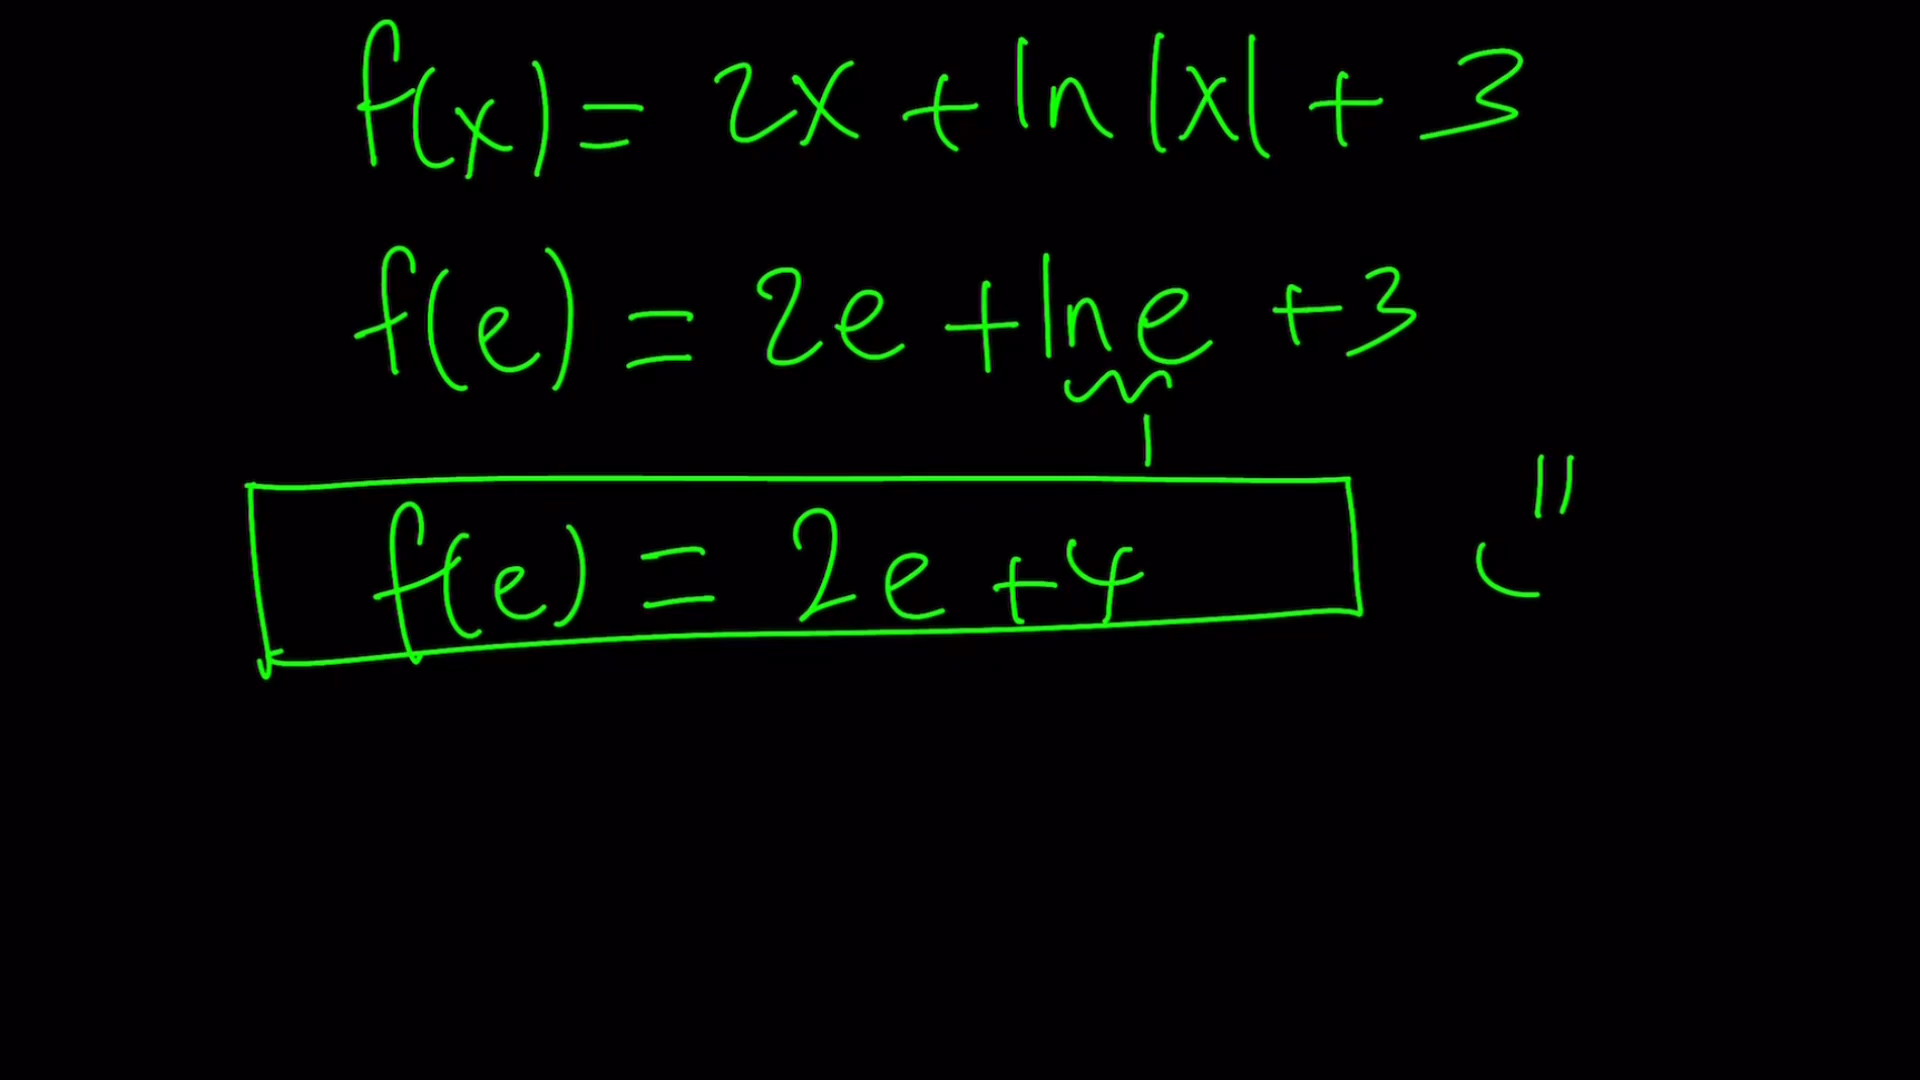 f(x) = 2x + ln|x| + 3
f(e) = 2e + ln e + 3
1
f(e) = 2e + 4